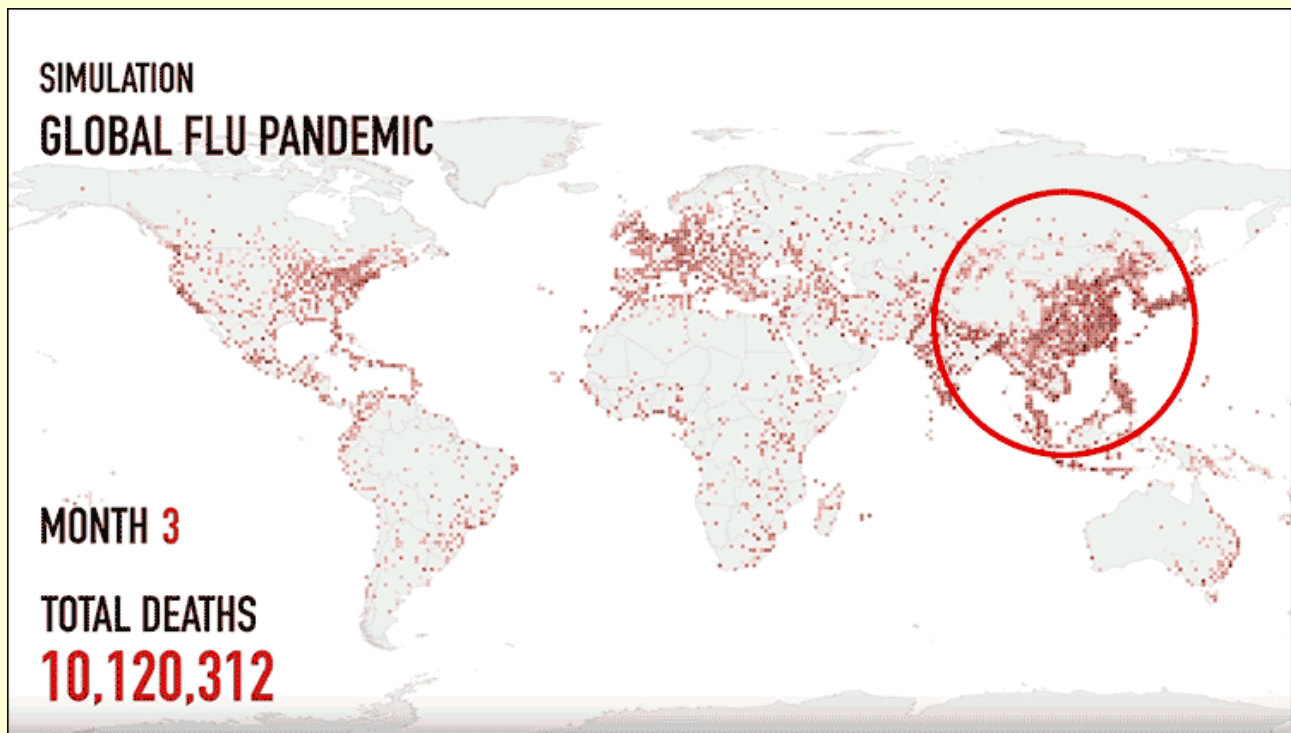 SIMULATION
GLOBAL FLU PANDEMIC
MONTH 3
TOTAL DEATHS
10,120,312